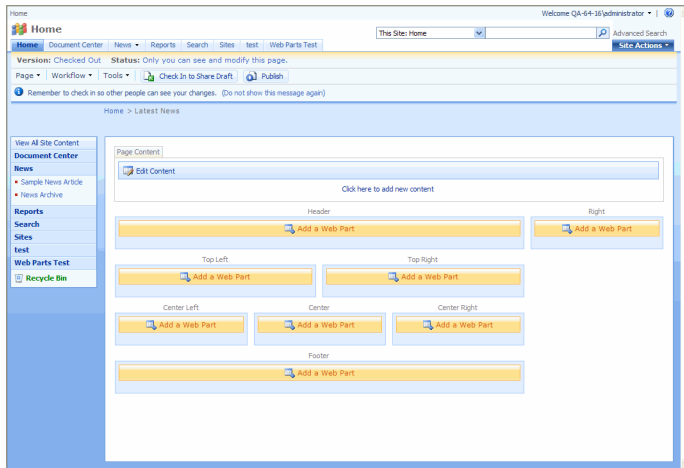 Home Welcome QA-64-16\administrator
Home This Site: Home Advanced Search
Home Document Center News Reports Search Sites test Web Parts Test Site Actions
Version: Checked Out Status: Only you can see and modify this page.
Page Workflow Tools Check In to Share Draft Publish
Remember to check in so other people can see your changes. (Do not show this message again)
Home > Latest News
View All Site Content
Document Center
News
Sample News Article
News Archive
Reports
Search
Sites
test
Web Parts Test
Recycle Bin
Page Content
Edit Content
Click here to add new content
Header Right
Add a Web Part Add a Web Part
Top Left Top Right
Add a Web Part Add a Web Part
Center Left Center Center Right
Add a Web Part Add a Web Part Add a Web Part
Footer
Add a Web Part